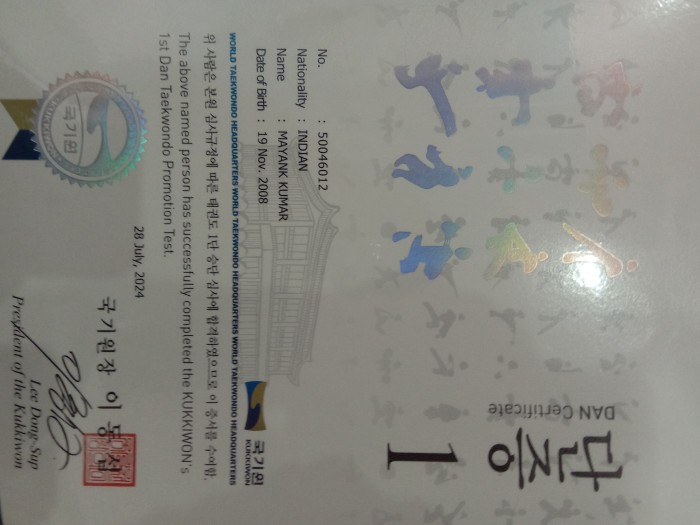 단증
DAN Certificate
1
No. : 50046012
Nationality : INDIAN
Name : MAYANK KUMAR
Date of Birth : 19 Nov. 2008
WORLD TAEKWONDO HEADQUARTERS WORLD TAEKWONDO HEADQUARTERS WORLD TAEKWONDO HEADQUARTERS
국기원
KUKKIWON
위 사람은 본원 심사규정에 따른 태권도 1단 승단 심사에 합격하였으므로 이 증서를 수여함.
The above named person has successfully completed the KUKKIWON's
1st Dan Taekwondo Promotion Test.
28 July, 2024
국기원
국기원장 이동섭
Lee Dong-Sup
President of the Kukkiwon